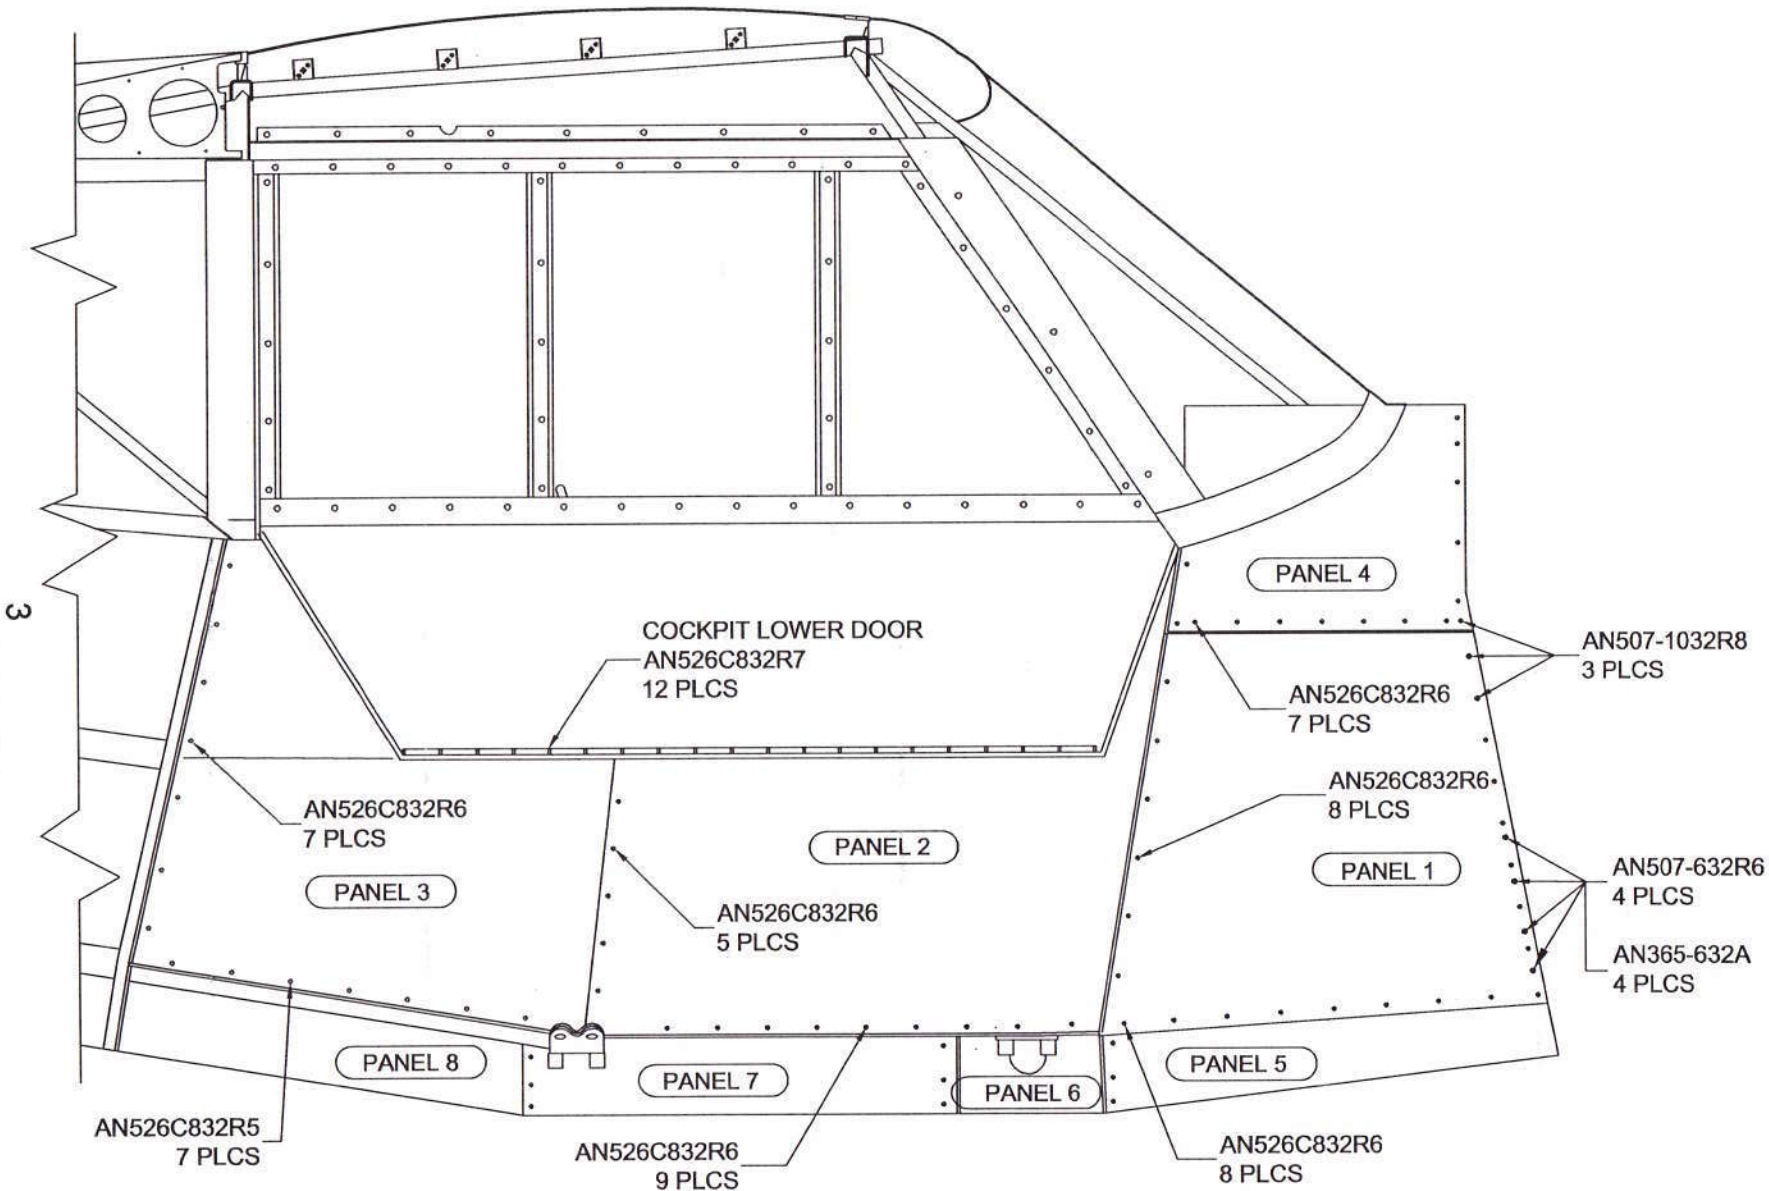 PANEL 4
COCKPIT LOWER DOOR
AN526C832R7
12 PLCS
AN507-1032R8
3 PLCS
AN526C832R6
7 PLCS
3
AN526C832R6
8 PLCS
AN526C832R6
7 PLCS
PANEL 2
PANEL 1
AN507-632R6
4 PLCS
PANEL 3
AN526C832R6
5 PLCS
AN365-632A
4 PLCS
PANEL 8
PANEL 7
PANEL 6
PANEL 5
AN526C832R5
7 PLCS
AN526C832R6
9 PLCS
AN526C832R6
8 PLCS